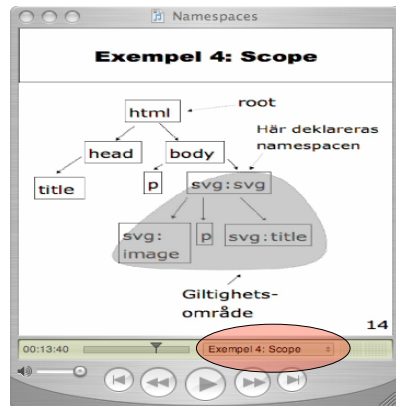 Namespaces
Exempel 4: Scope
root
html
Här deklareras
namespacen
head
body
title
p
svg:svg
svg:
image
p
svg:title
Giltighets-
område
14
00:13:40
Exempel 4: Scope